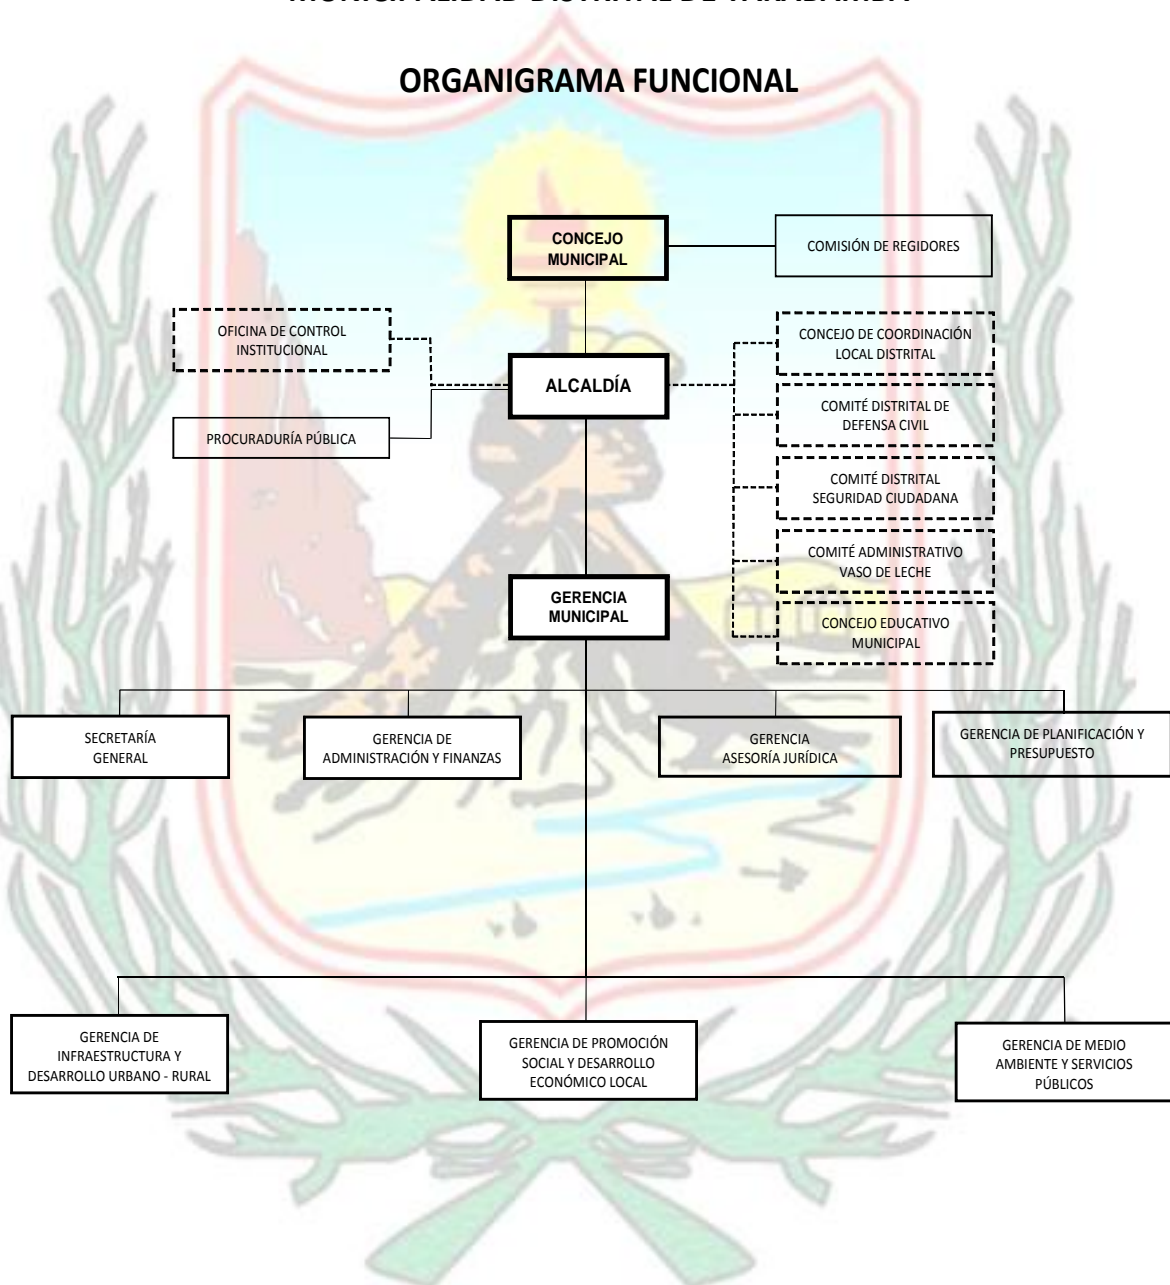 ORGANIGRAMA FUNCIONAL
CONCEJO
MUNICIPAL
COMISIÓN DE REGIDORES
OFICINA DE CONTROL
INSTITUCIONAL
CONCEJO DE COORDINACIÓN
LOCAL DISTRITAL
ALCALDÍA
PROCURADURÍA PÚBLICA
COMITÉ DISTRITAL DE
DEFENSA CIVIL
COMITÉ DISTRITAL
SEGURIDAD CIUDADANA
COMITÉ ADMINISTRATIVO
VASO DE LECHE
GERENCIA
MUNICIPAL
CONCEJO EDUCATIVO
MUNICIPAL
SECRETARÍA
GENERAL
GERENCIA DE
ADMINISTRACIÓN Y FINANZAS
GERENCIA
ASESORÍA JURÍDICA
GERENCIA DE PLANIFICACIÓN Y
PRESUPUESTO
GERENCIA DE
INFRAESTRUCTURA Y
DESARROLLO URBANO - RURAL
GERENCIA DE PROMOCIÓN
SOCIAL Y DESARROLLO
ECONÓMICO LOCAL
GERENCIA DE MEDIO
AMBIENTE Y SERVICIOS
PÚBLICOS